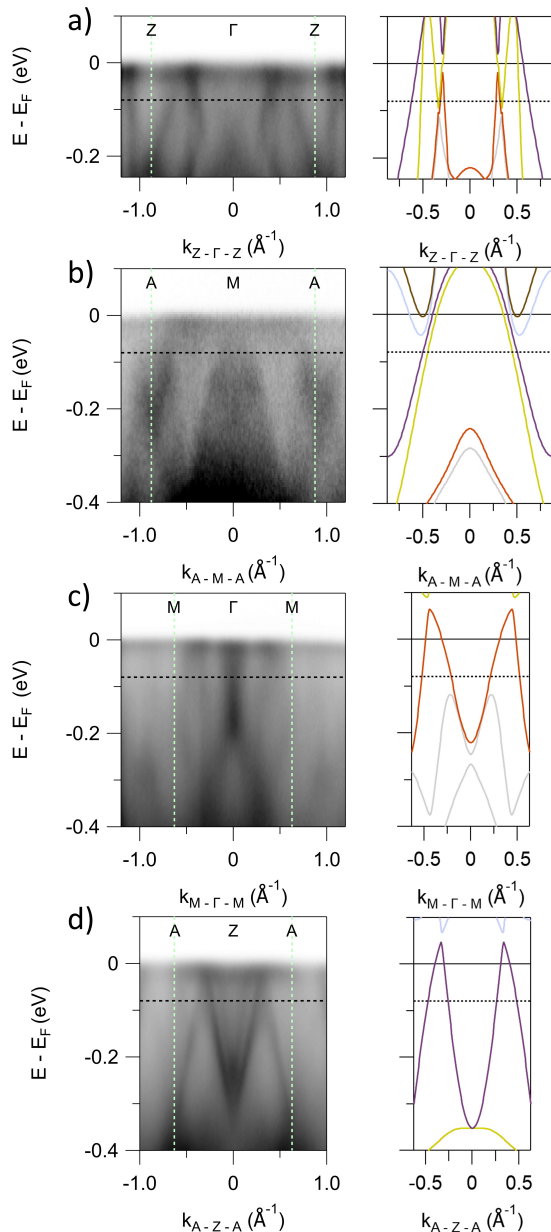 a)
Z Γ Z
E - E_F (eV)
0
-0.2
-1.0 0 1.0
k_Z - Γ - Z (Å⁻¹)
-0.5 0 0.5
k_Z - Γ - Z (Å⁻¹)
b)
A M A
E - E_F (eV)
0
-0.2
-0.4
-1.0 0 1.0
k_A - M - A (Å⁻¹)
-0.5 0 0.5
k_A - M - A (Å⁻¹)
c)
M Γ M
E - E_F (eV)
0
-0.2
-0.4
-1.0 0 1.0
k_M - Γ - M (Å⁻¹)
-0.5 0 0.5
k_M - Γ - M (Å⁻¹)
d)
A Z A
E - E_F (eV)
0
-0.2
-0.4
-1.0 0 1.0
k_A - Z - A (Å⁻¹)
-0.5 0 0.5
k_A - Z - A (Å⁻¹)